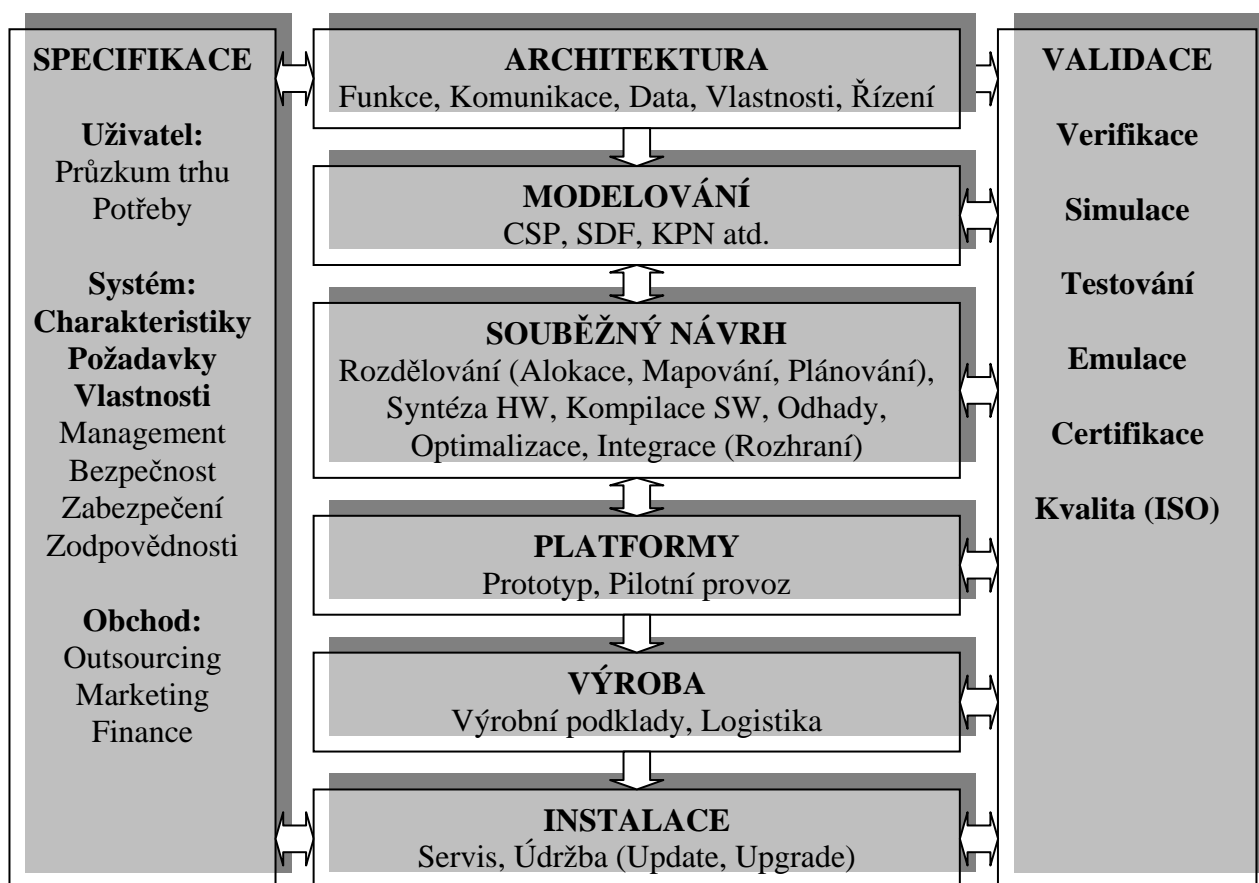 SPECIFIKACE
Uživatel:
Průzkum trhu
Potřeby
Systém:
Charakteristiky
Požadavky
Vlastnosti
Management
Bezpečnost
Zabezpečení
Zodpovědnosti
Obchod:
Outsourcing
Marketing
Finance
ARCHITEKTURA
Funkce, Komunikace, Data, Vlastnosti, Řízení
MODELOVÁNÍ
CSP, SDF, KPN atd.
SOUBĚŽNÝ NÁVRH
Rozdělování (Alokace, Mapování, Plánování),
Syntéza HW, Kompilace SW, Odhady,
Optimalizace, Integrace (Rozhraní)
PLATFORMY
Prototyp, Pilotní provoz
VÝROBA
Výrobní podklady, Logistika
INSTALACE
Servis, Údržba (Update, Upgrade)
VALIDACE
Verifikace
Simulace
Testování
Emulace
Certifikace
Kvalita (ISO)